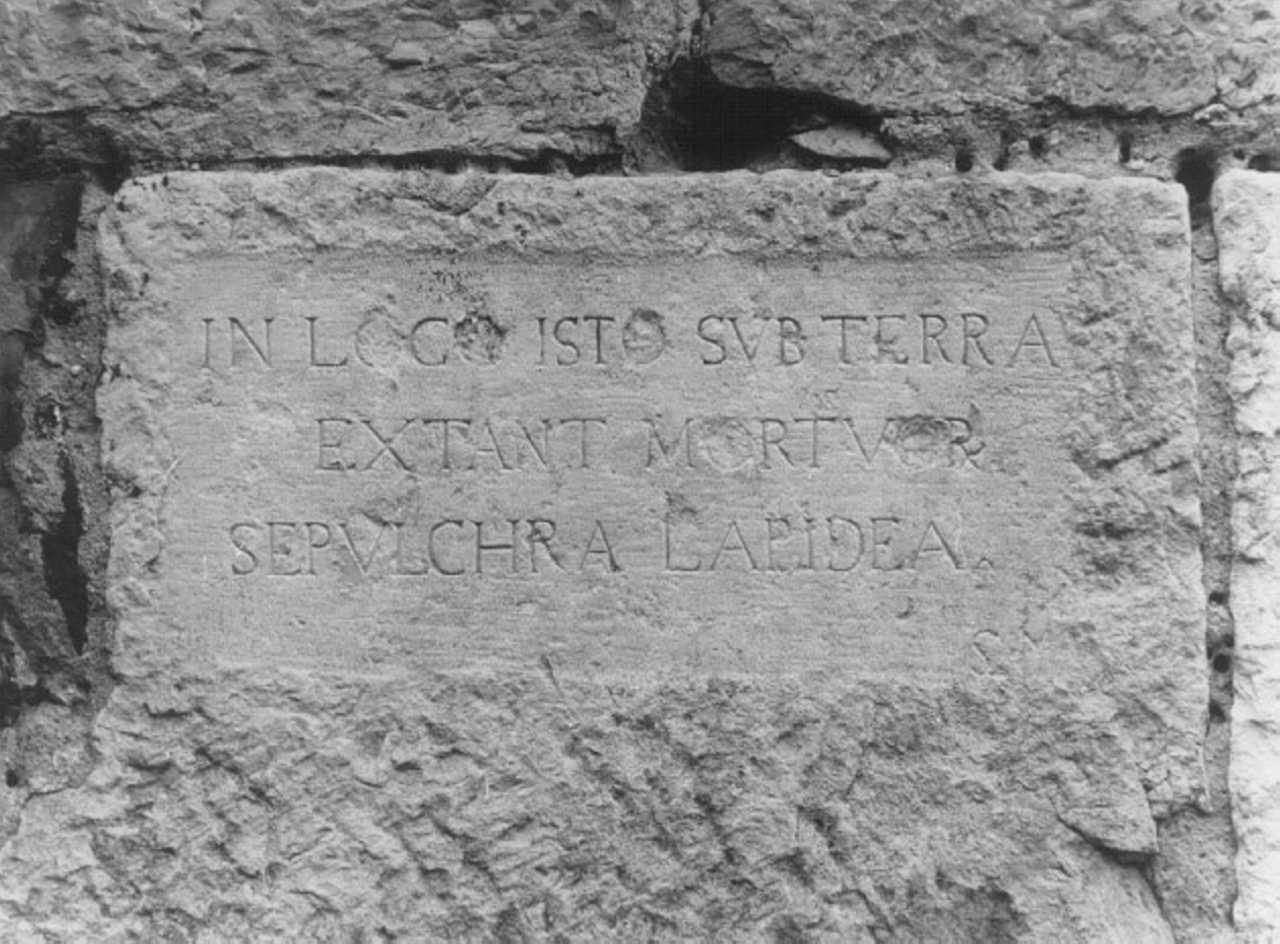 IN LOCO ISTO SVB TERRA
EXTANT MORTVOR
SEPVLCHRA LAPIDEA.